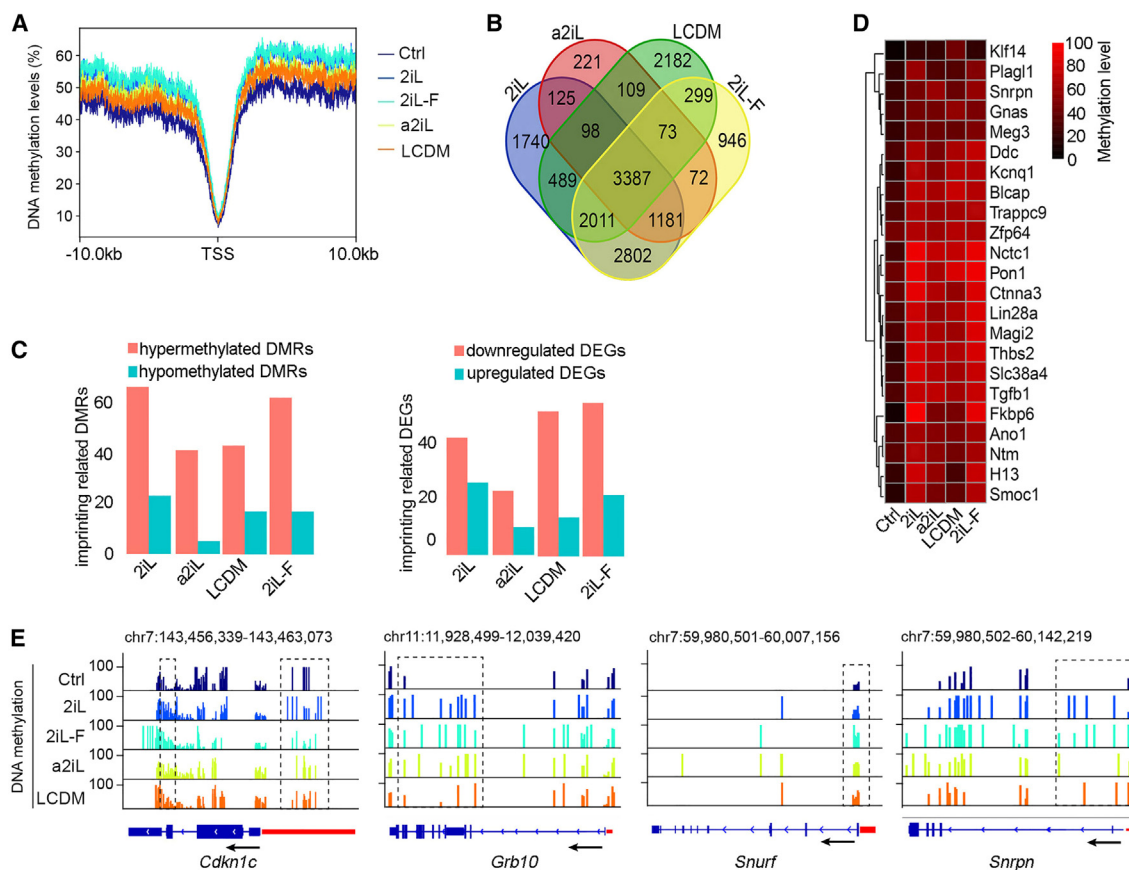 A
DNA methylation levels (%)
60
50
40
30
20
10
-10.0kb
TSS
10.0kb
Ctrl
2iL
2iL-F
a2iL
LCDM
B
a2iL
LCDM
2iL
2iL-F
221
2182
125
109
299
1740
98
73
946
489
3387
72
2011
1181
2802
C
hypermethylated DMRs
hypomethylated DMRs
imprinting related DMRs
60
40
20
0
2iL
a2iL
LCDM
2iL-F
downregulated DEGs
upregulated DEGs
imprinting related DEGs
40
20
0
2iL
a2iL
LCDM
2iL-F
D
Klf14
Plagl1
Snrpn
Gnas
Meg3
Ddc
Kcnq1
Blcap
Trappc9
Zfp64
Nctc1
Pon1
Ctnna3
Lin28a
Magi2
Thbs2
Slc38a4
Tgfb1
Fkbp6
Ano1
Ntm
H13
Smoc1
Ctrl
2iL
a2iL
LCDM
2iL-F
100
80
60
40
20
0
Methylation level
E
chr7:143,456,339-143,463,073
chr11:11,928,499-12,039,420
chr7:59,980,501-60,007,156
chr7:59,980,502-60,142,219
DNA methylation
Ctrl
100
2iL
100
2iL-F
100
a2iL
100
LCDM
100
Cdkn1c
Grb10
Snurf
Snrpn